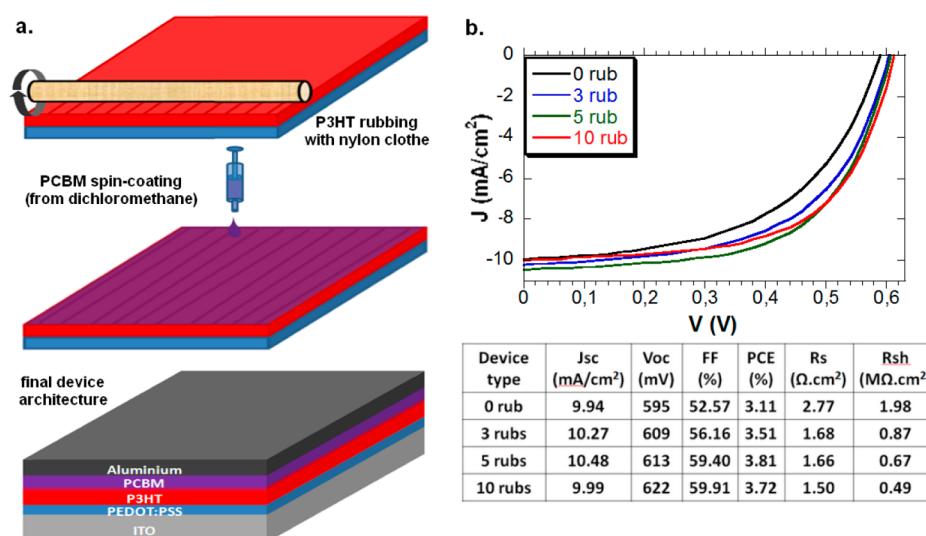 a.
P3HT rubbing
with nylon clothe
PCBM spin-coating
(from dichloromethane)
final device
architecture
Aluminium
PCBM
P3HT
PEDOT:PSS
ITO
b.
0 rub
3 rub
5 rub
10 rub
J (mA/cm²)
0
-2
-4
-6
-8
-10
0 0,1 0,2 0,3 0,4 0,5 0,6
V (V)
Device type Jsc (mA/cm²) Voc (mV) FF (%) PCE (%) Rs (Ω.cm²) Rsh (MΩ.cm²)
0 rub 9.94 595 52.57 3.11 2.77 1.98
3 rubs 10.27 609 56.16 3.51 1.68 0.87
5 rubs 10.48 613 59.40 3.81 1.66 0.67
10 rubs 9.99 622 59.91 3.72 1.50 0.49